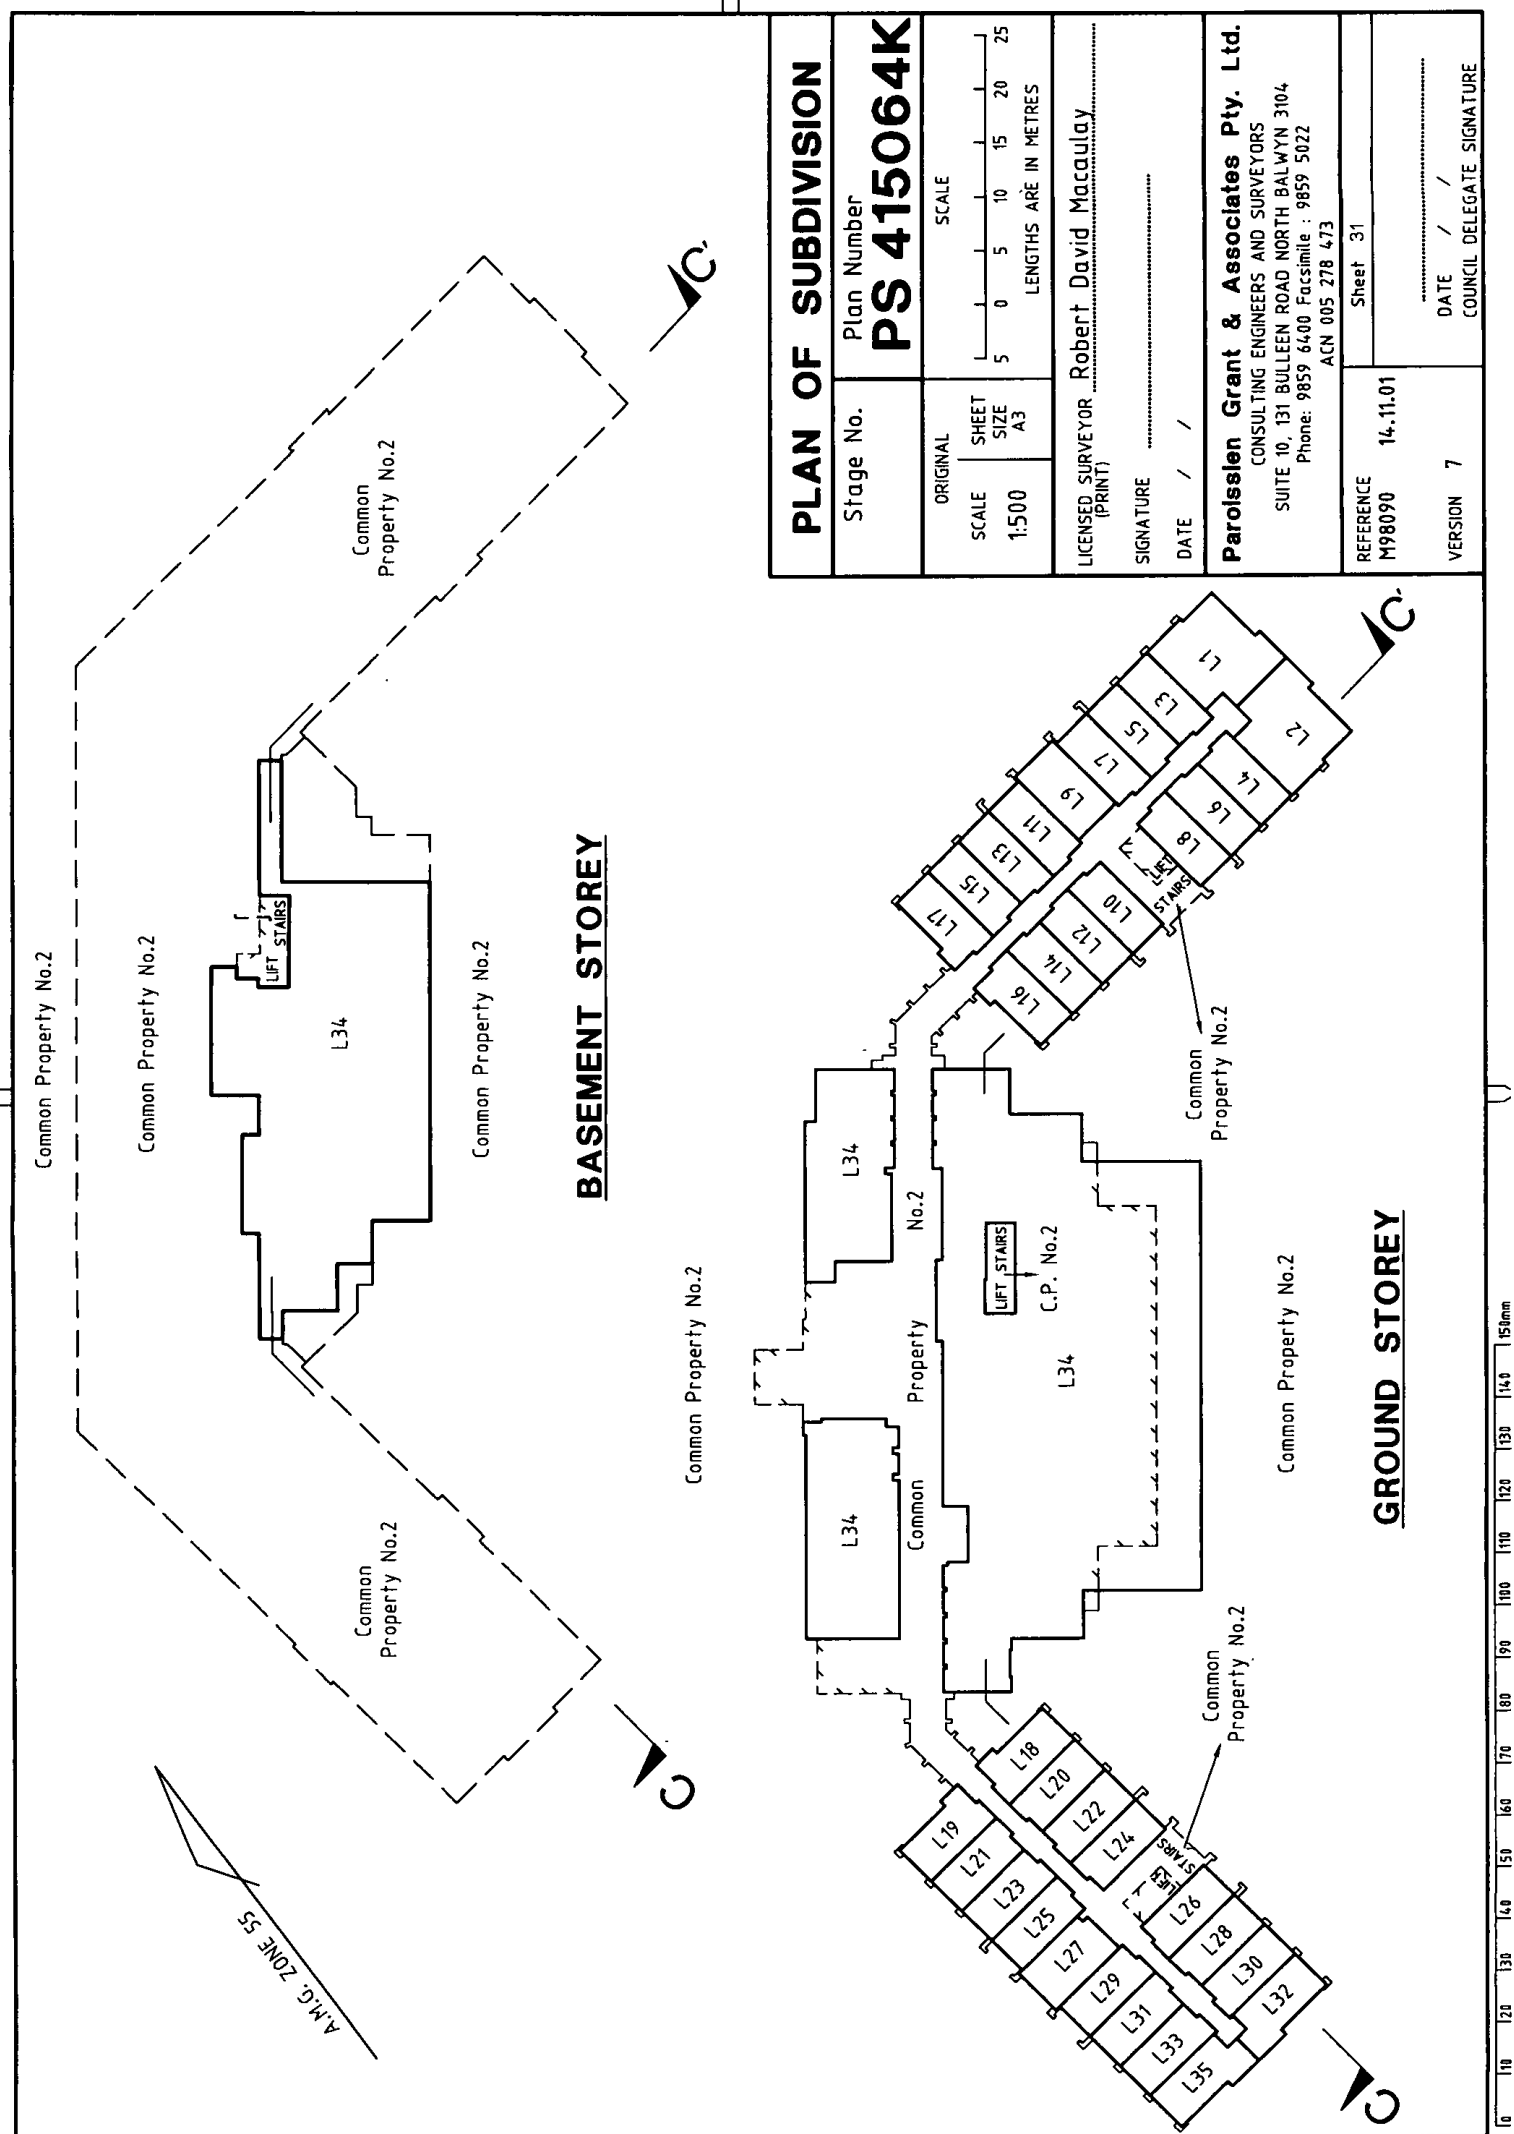 A.M.G. ZONE 55
Common Property No.2
Common Property No.2
Common
Property No.2
Common
Property No.2
LIFT STAIRS
L34
Common Property No.2
C
C'
BASEMENT STOREY
Common Property No.2
L34
L34
Common Property No.2
LIFT STAIRS
C.P. No.2
L34
Common Property No.2
L19
L21
L23
L25
L27
L29
L31
L33
L35
L18
L20
L22
L24
LIFT
STAIRS
L26
L28
L30
L32
Common
Property No.2
L17
L15
L13
L11
L9
L7
L5
L3
L1
L16
L14
L12
L10
LIFT
STAIRS
L8
L6
L4
L2
Common
Property No.2
C
C'
GROUND STOREY
PLAN OF SUBDIVISION
Stage No.
Plan Number
PS 415064K
ORIGINAL
SCALE
SHEET
SIZE
A3
1:500
SCALE
5 0 5 10 15 20 25
LENGTHS ARE IN METRES
LICENSED SURVEYOR Robert David Macaulay
(PRINT)
SIGNATURE
DATE / /
Paroissien Grant & Associates Pty. Ltd.
CONSULTING ENGINEERS AND SURVEYORS
SUITE 10, 131 BULLEEN ROAD NORTH BALWYN 3104
Phone: 9859 6400 Facsimile : 9859 5022
ACN 005 278 473
REFERENCE
M98090 14.11.01
VERSION 7
Sheet 31
DATE / /
COUNCIL DELEGATE SIGNATURE
0 10 20 30 40 50 60 70 80 90 100 110 120 130 140 150mm